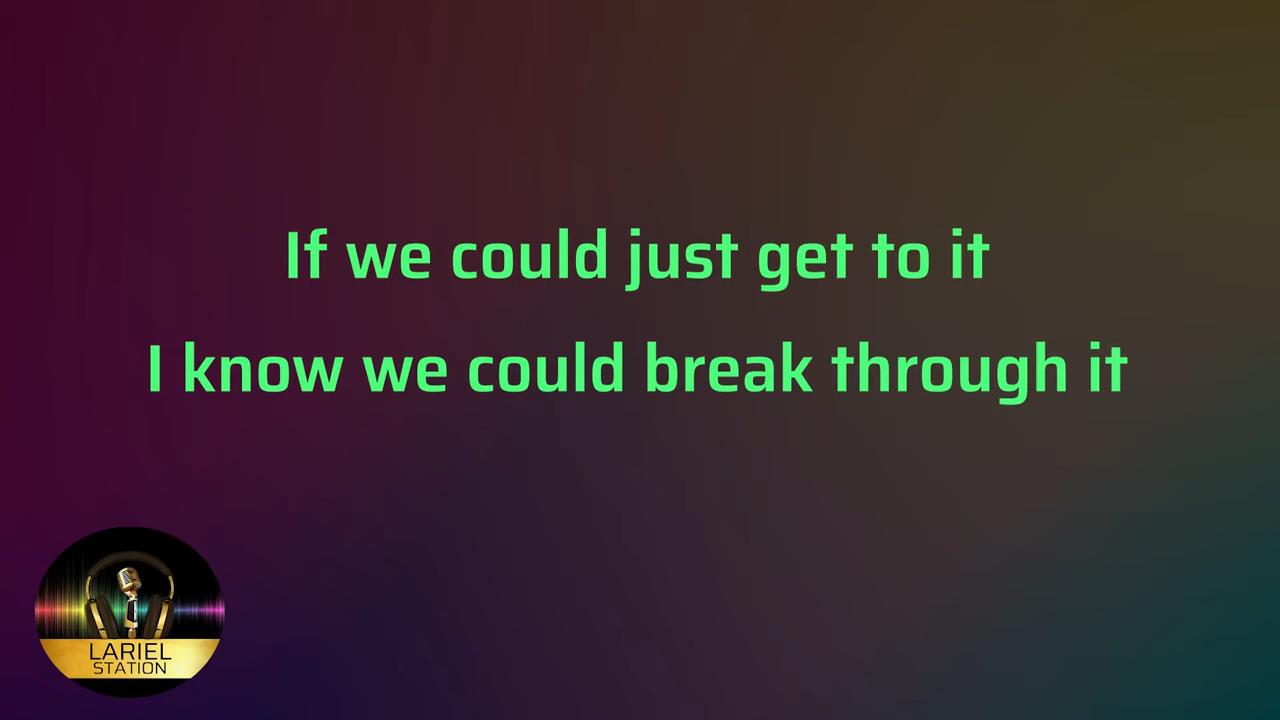 If we could just get to it
I know we could break through it
LARIEL
STATION